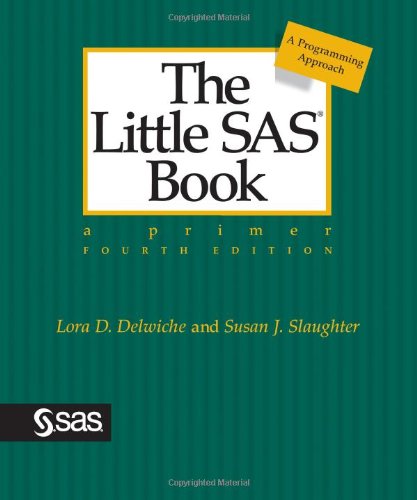 Copyrighted Material
A Programming
Approach
The
Little SAS®
Book
a primer
FOURTH EDITION
Lora D. Delwiche and Susan J. Slaughter
sas
Copyrighted Material